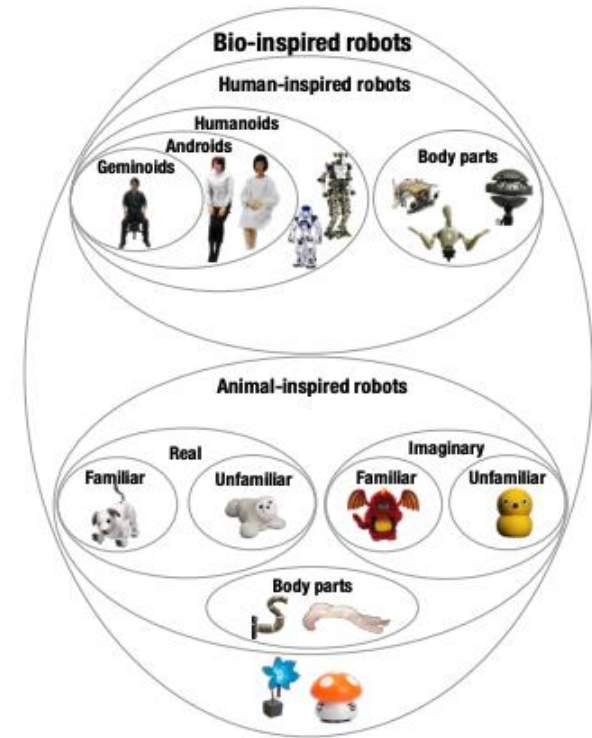 Bio-inspired robots
Human-inspired robots
Humanoids
Androids
Geminoids
Body parts
Animal-inspired robots
Real
Imaginary
Familiar
Unfamiliar
Familiar
Unfamiliar
Body parts